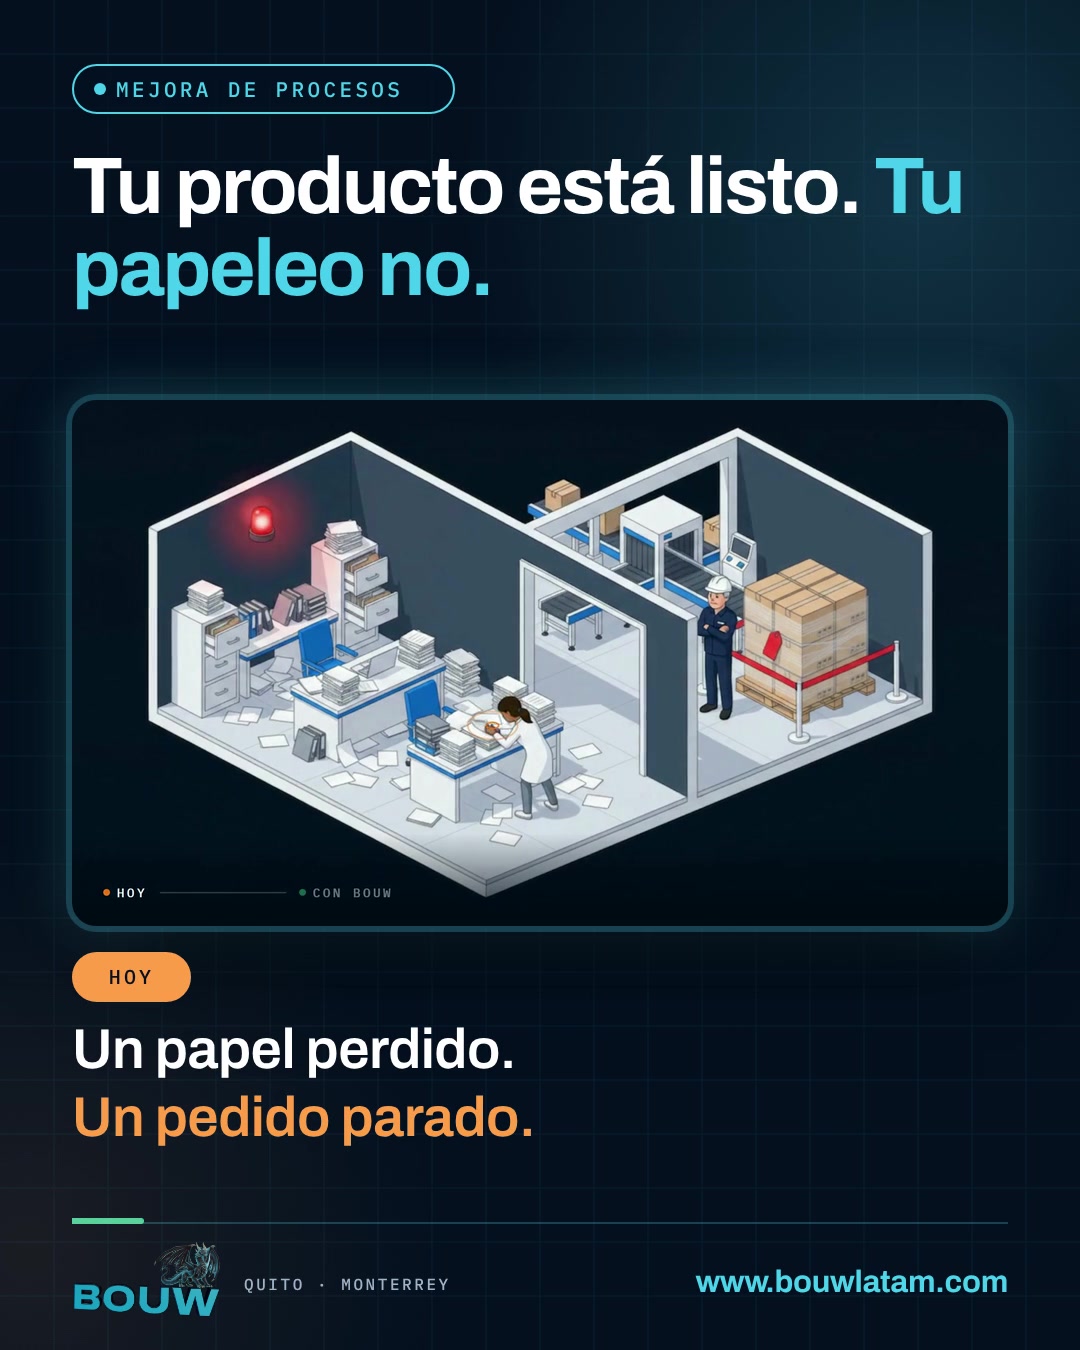 MEJORA DE PROCESOS
Tu producto está listo. Tu
papeleo no.
HOY
CON BOUW
HOY
Un papel perdido.
Un pedido parado.
BOUW
QUITO · MONTERREY
www.bouwlatam.com